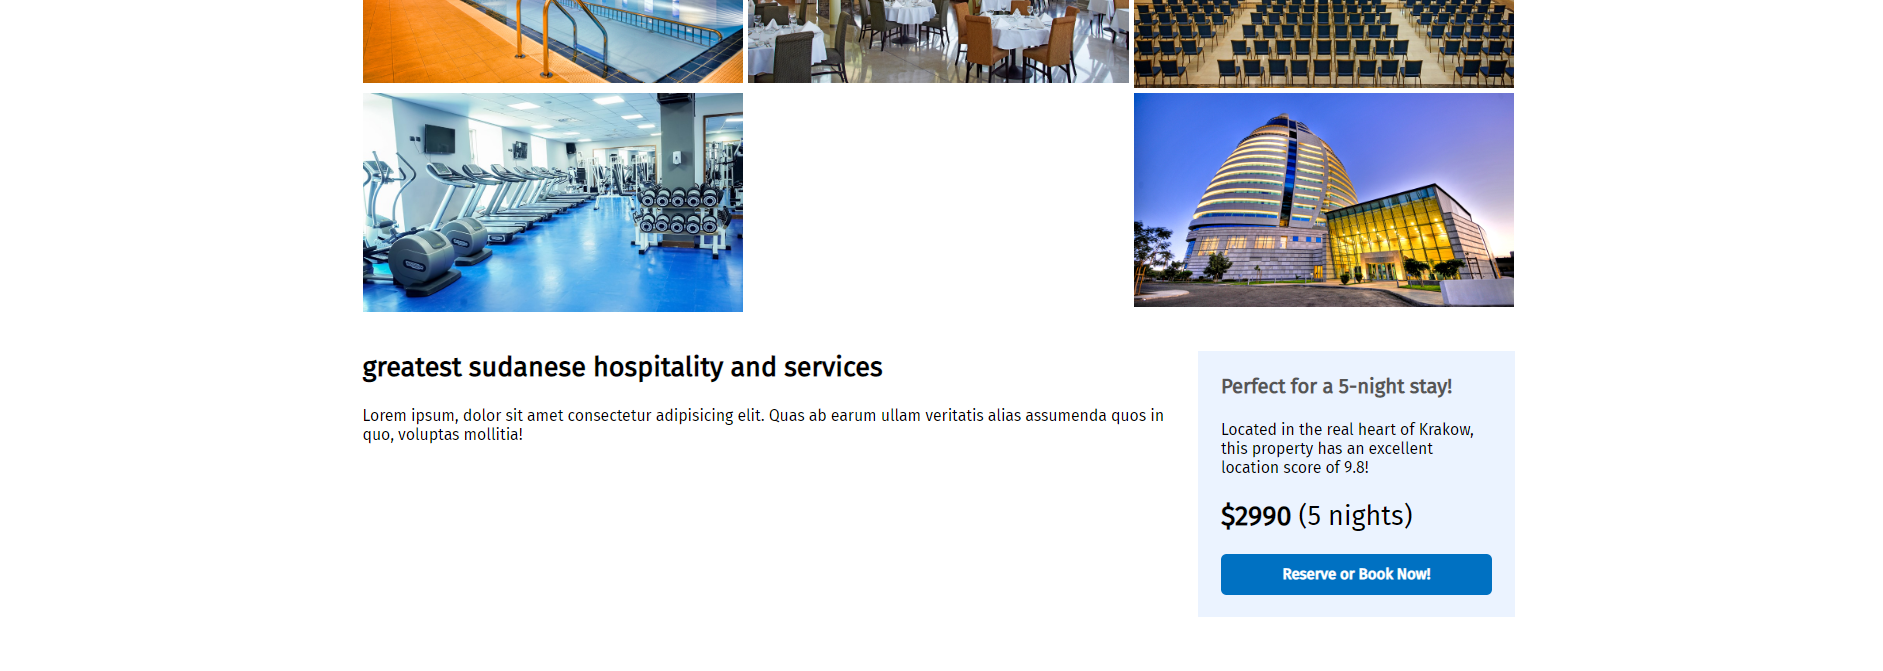 greatest sudanese hospitality and services
Lorem ipsum, dolor sit amet consectetur adipisicing elit. Quas ab earum ullam veritatis alias assumenda quos in
quo, voluptas mollitia!
Perfect for a 5-night stay!
Located in the real heart of Krakow,
this property has an excellent
location score of 9.8!
$2990 (5 nights)
Reserve or Book Now!